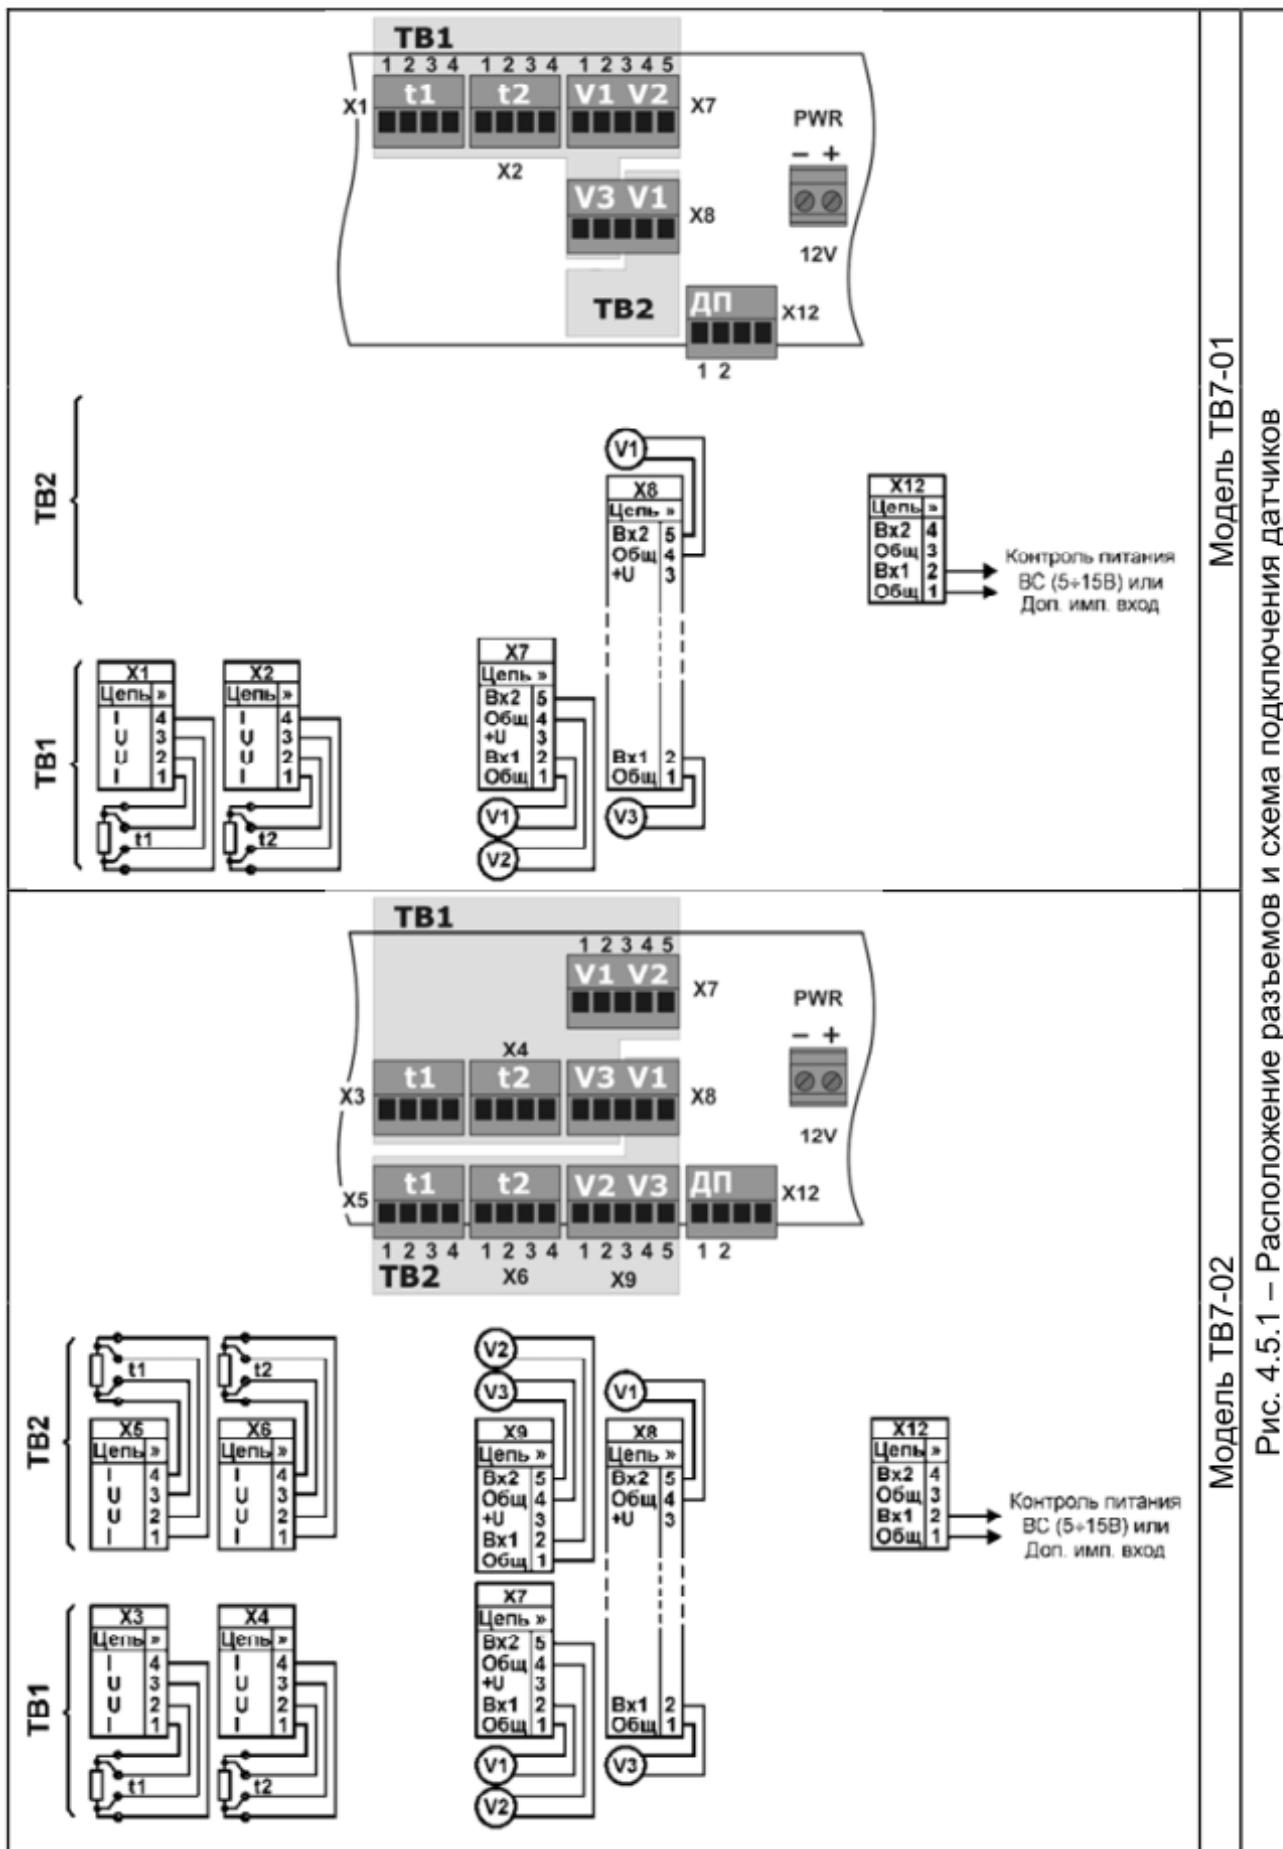 ТВ1
1 2 3 4 1 2 3 4 1 2 3 4 5
X1 t1 t2 V1 V2 X7
X2
PWR
– +
V3 V1 X8
12V
ТВ2
ДП X12
1 2
ТВ2
V1
X8
Цепь »
Вх2 5
Общ 4
+U 3
Вх1 2
Общ 1
V3
X12
Цепь »
Вх2 4
Общ 3
Вх1 2
Общ 1
Контроль питания
ВС (5÷15В) или
Доп. имп. вход
ТВ1
X1
Цепь »
I 4
U 3
U 2
I 1
t1
X2
Цепь »
I 4
U 3
U 2
I 1
t2
X7
Цепь »
Вх2 5
Общ 4
+U 3
Вх1 2
Общ 1
V1
V2
Модель ТВ7-01
ТВ1
1 2 3 4 5
V1 V2 X7
PWR
– +
X4
X3 t1 t2 V3 V1 X8
12V
X5 t1 t2 V2 V3 ДП X12
1 2 3 4 1 2 3 4 1 2 3 4 5 1 2
ТВ2 X6 X9
ТВ2
t1
X5
Цепь »
I 4
U 3
U 2
I 1
t2
X6
Цепь »
I 4
U 3
U 2
I 1
V2
V3
X9
Цепь »
Вх2 5
Общ 4
+U 3
Вх1 2
Общ 1
V1
X8
Цепь »
Вх2 5
Общ 4
+U 3
Вх1 2
Общ 1
V3
X12
Цепь »
Вх2 4
Общ 3
Вх1 2
Общ 1
Контроль питания
ВС (5÷15В) или
Доп. имп. вход
ТВ1
X3
Цепь »
I 4
U 3
U 2
I 1
t1
X4
Цепь »
I 4
U 3
U 2
I 1
t2
X7
Цепь »
Вх2 5
Общ 4
+U 3
Вх1 2
Общ 1
V1
V2
Модель ТВ7-02
Рис. 4.5.1 – Расположение разъемов и схема подключения датчиков